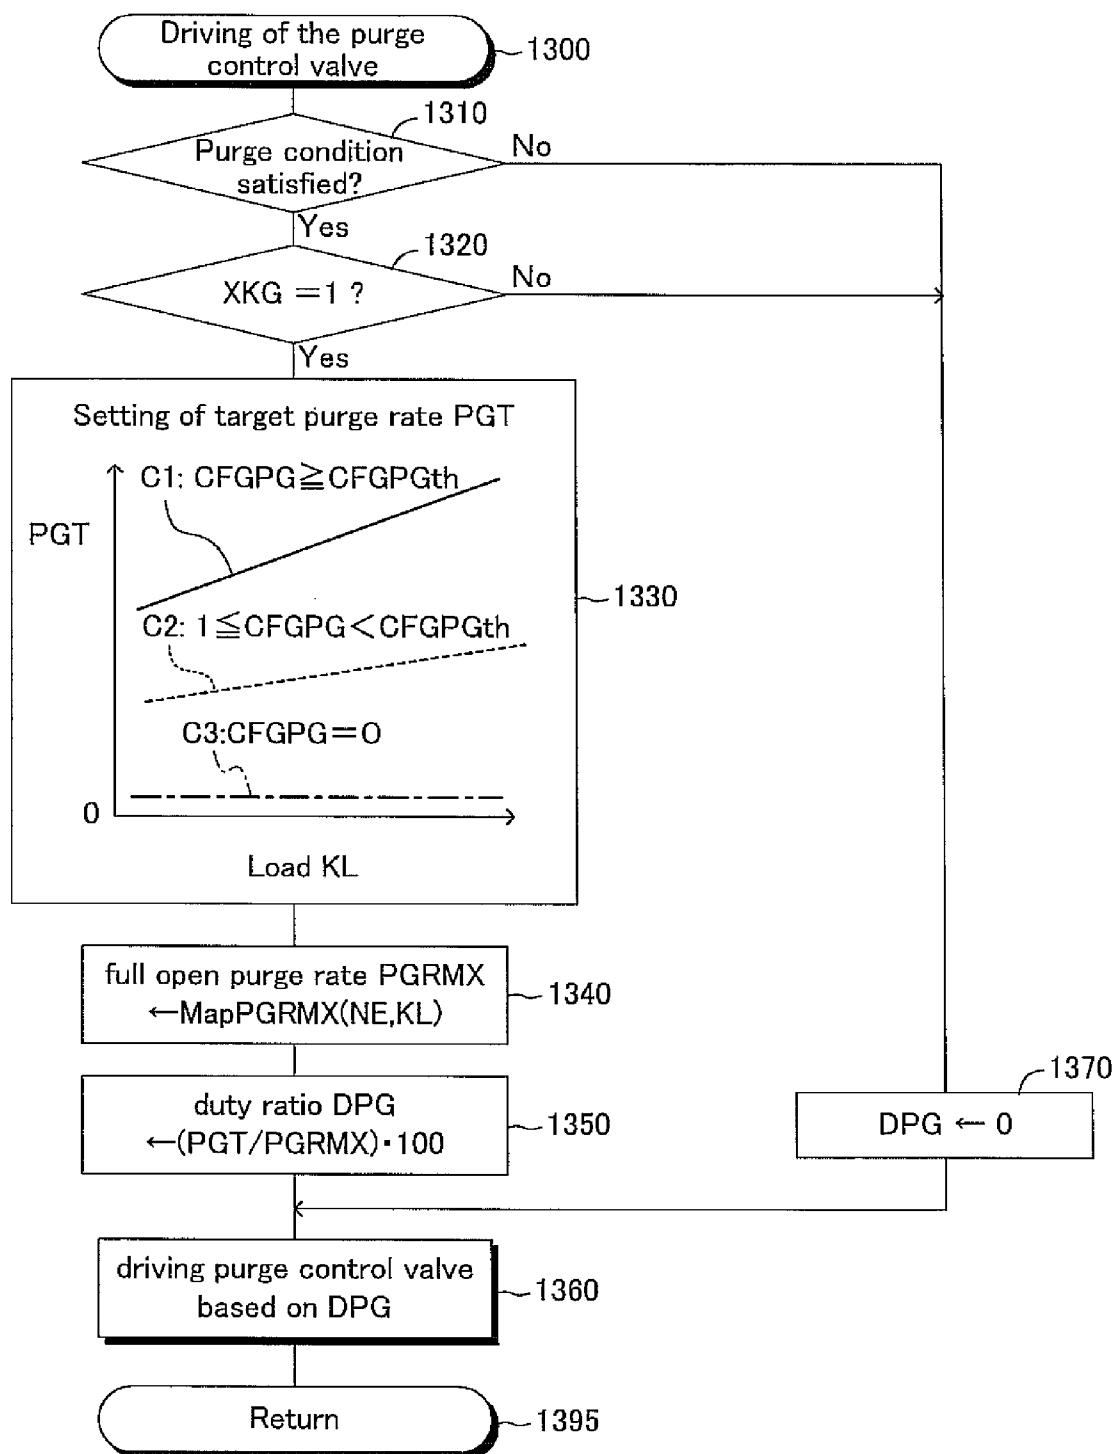 Driving of the purge
control valve
1300
1310
Purge condition
satisfied?
No
Yes
1320
XKG =1 ?
No
Yes
Setting of target purge rate PGT
C1: CFGPG≧CFGPGth
PGT
1330
C2: 1≦CFGPG<CFGPGth
C3:CFGPG=0
0
Load KL
full open purge rate PGRMX
←MapPGRMX(NE,KL)
1340
duty ratio DPG
←(PGT/PGRMX)·100
1350
1370
DPG ← 0
driving purge control valve
based on DPG
1360
Return
1395